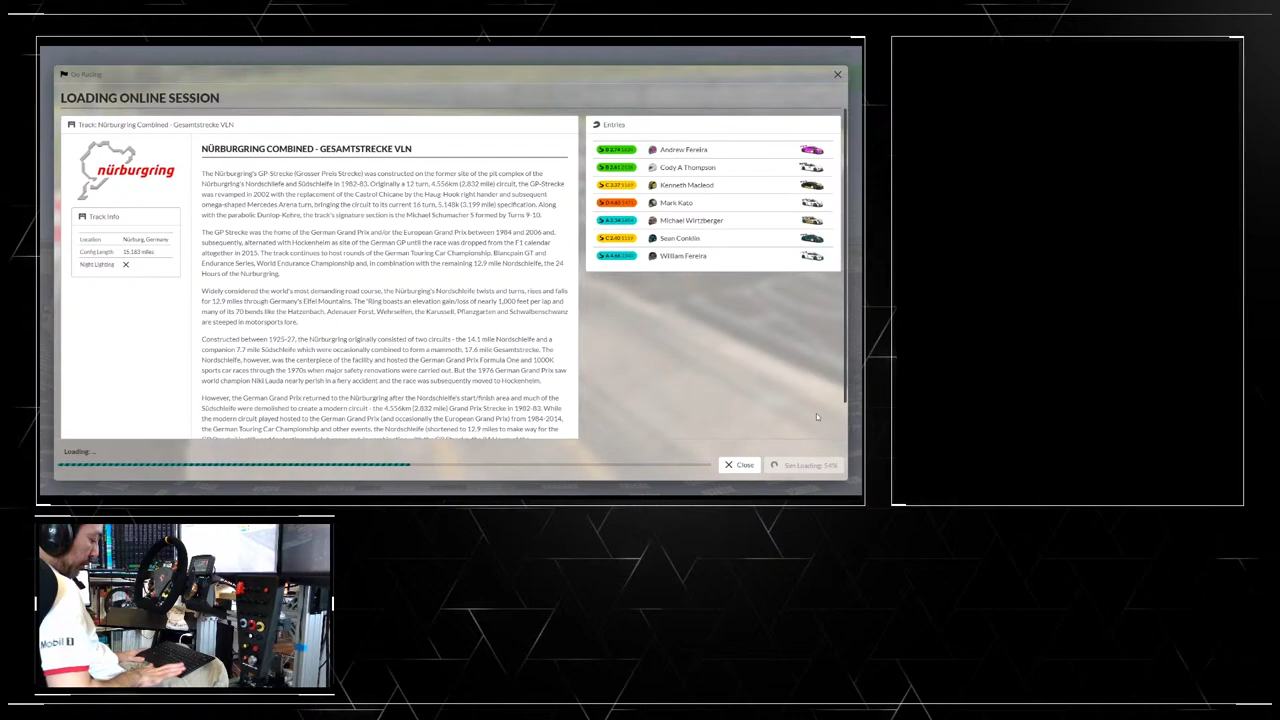 Go Racing
LOADING ONLINE SESSION
Track: Nürburgring Combined - Gesamtstrecke VLN
nürburgring
Track Info
Location Nürburg, Germany
Config Length 15.183 miles
Night Lighting
NÜRBURGRING COMBINED - GESAMTSTRECKE VLN
The Nürburgring's GP-Strecke (Grosser Preis Strecke) was constructed on the former site of the pit complex of the
Nürburgring's Nordschliefe and Südschleife in 1982-83. Originally a 12 turn, 4.556km (2.832 mile) circuit, the GP-Strecke
was revamped in 2002 with the replacement of the Castrol Chicane by the Haug-Hook right hander and subsequent
omega-shaped Mercedes Arena turn, bringing the circuit to its current 16 turn, 5.148k (3.199 mile) specification. Along
with the parabolic Dunlop-Kehre, the track's signature section is the Michael Schumacher S formed by Turns 9-10.
The GP Strecke was the home of the German Grand Prix and/or the European Grand Prix between 1984 and 2006 and,
subsequently, alternated with Hockenheim as site of the German GP until the race was dropped from the F1 calendar
altogether in 2015. The track continues to host rounds of the German Touring Car Championship, Blancpain GT and
Endurance Series, World Endurance Championship and, in combination with the remaining 12.9 mile Nordschleife, the 24
Hours of the Nurburgring.
Widely considered the world's most demanding road course, the Nürburging's Nordschleife twists and turns, rises and falls
for 12.9 miles through Germany's Eifel Mountains. The 'Ring boasts an elevation gain/loss of nearly 1,000 feet per lap and
many of its 70 bends like the Hatzenbach, Adenauer Forst, Wehrseifen, the Karussell, Pflanzgarten and Schwalbenschwanz
are steeped in motorsports lore.
Constructed between 1925-27, the Nürburgring originally consisted of two circuits - the 14.1 mile Nordschleife and a
companion 7.7 mile Südschleife which were occasionally combined to form a mammoth, 17.6 mile Gesamtstrecke. The
Nordschleife, however, was the centerpiece of the facility and hosted the German Grand Prix Formula One and 1000K
sports car races through the 1970s when major safety renovations were carried out. But the 1976 German Grand Prix saw
world champion Niki Lauda nearly perish in a fiery accident and the race was subsequently moved to Hockenheim.
However, the German Grand Prix returned to the Nürburgring after the Nordschleife's start/finish area and much of the
Südschleife were demolished to create a modern circuit - the 4.556km (2.832 mile) Grand Prix Strecke in 1982-83. While
the modern circuit played hosted to the German Grand Prix (and occasionally the European Grand Prix) from 1984-2014,
the German Touring Car Championship and other events, the Nordschleife (shortened to 12.9 miles to make way for the
Entries
Andrew Fereira
Cody A Thompson
Kenneth Macleod
Mark Kato
Michael Wirtzberger
Sean Conklin
William Fereira
Loading: ...
Close
Sim Loading: 54%
Mobil 1